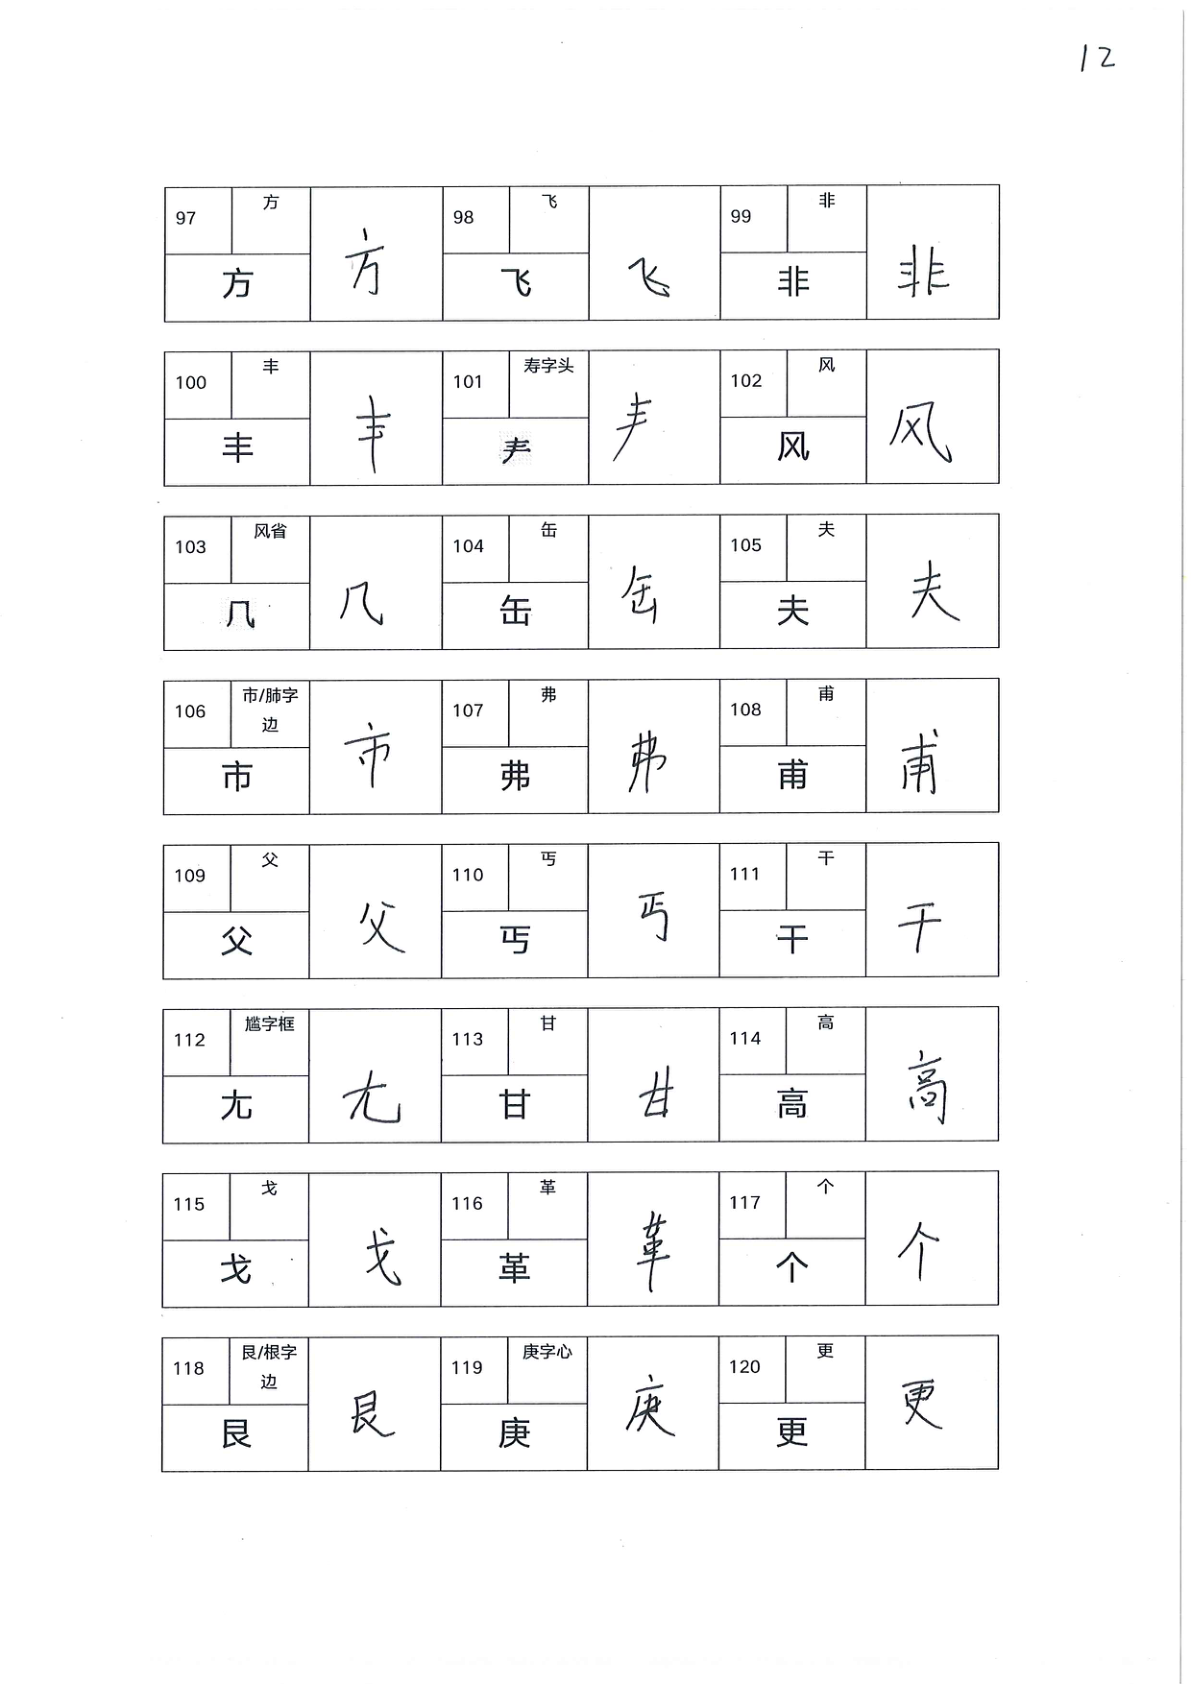 12
97 方 方 方 98 飞 飞 飞 99 非 非 非
100 丰 丰 丰 101 寿字头 𡗗 102 风 风 风
103 风省 几 几 104 缶 缶 缶 105 夫 夫 夫
106 市/肺字边 市 市 107 弗 弗 弗 108 甫 甫 甫
109 父 父 父 110 丐 丐 丐 111 干 干 干
112 尴字框 尢 尢 113 甘 甘 甘 114 高 高 高
115 戈 戈 戈 116 革 革 革 117 个 个 个
118 艮/根字边 艮 艮 119 庚字心 庚 庚 120 更 更 更